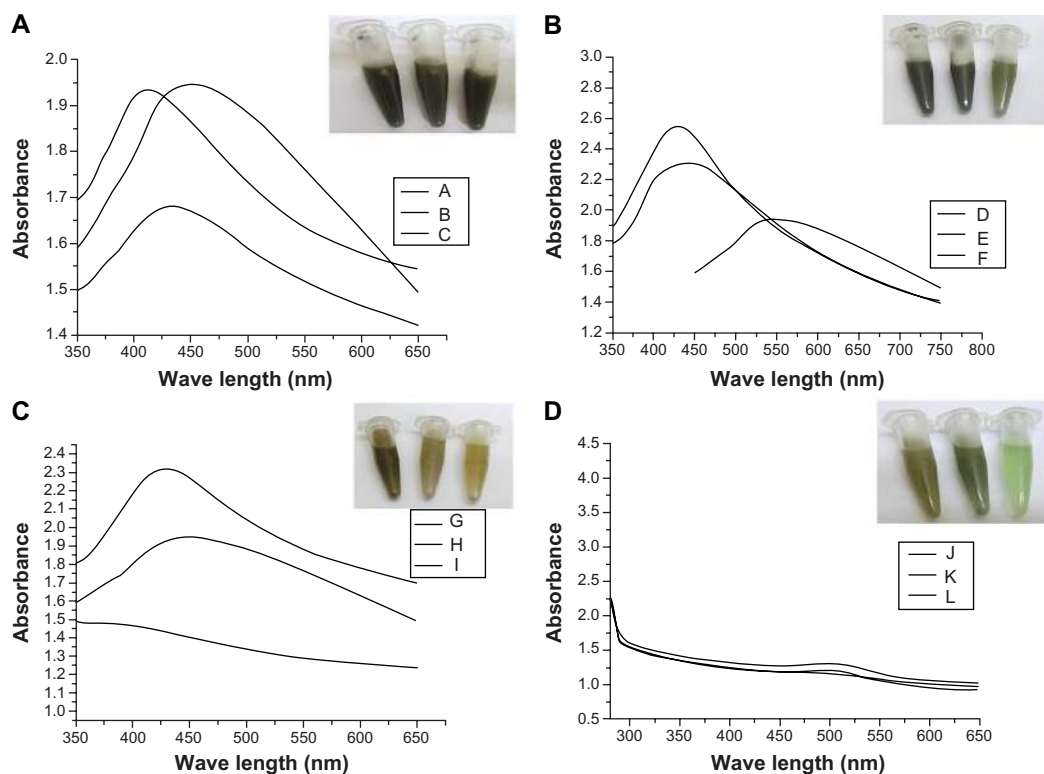 A
2.0
1.9
1.8
1.7
1.6
1.5
1.4
Absorbance
350 400 450 500 550 600 650
Wave length (nm)
A
B
C
B
3.0
2.8
2.6
2.4
2.2
2.0
1.8
1.6
1.4
1.2
Absorbance
350 400 450 500 550 600 650 700 750 800
Wave length (nm)
D
E
F
C
2.4
2.3
2.2
2.1
2.0
1.9
1.8
1.7
1.6
1.5
1.4
1.3
1.2
1.1
1.0
Absorbance
350 400 450 500 550 600 650
Wave length (nm)
G
H
I
D
4.5
4.0
3.5
3.0
2.5
2.0
1.5
1.0
0.5
Absorbance
300 350 400 450 500 550 600 650
Wave length (nm)
J
K
L